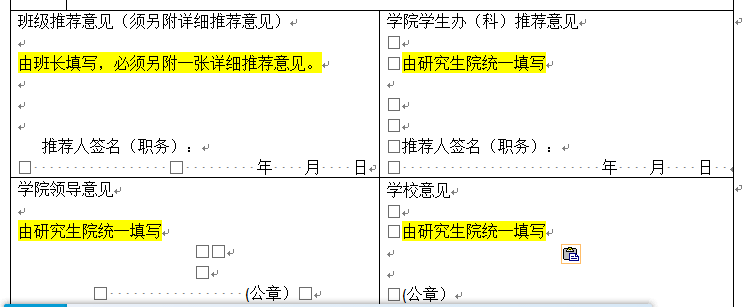 班级推荐意见（须另附详细推荐意见）
由班长填写，必须另附一张详细推荐意见。
推荐人签名（职务）：
年 月 日
学院学生办（科）推荐意见
由研究生院统一填写
推荐人签名（职务）：
年 月 日
学院领导意见
由研究生院统一填写
(公章）
学校意见
由研究生院统一填写
(公章）